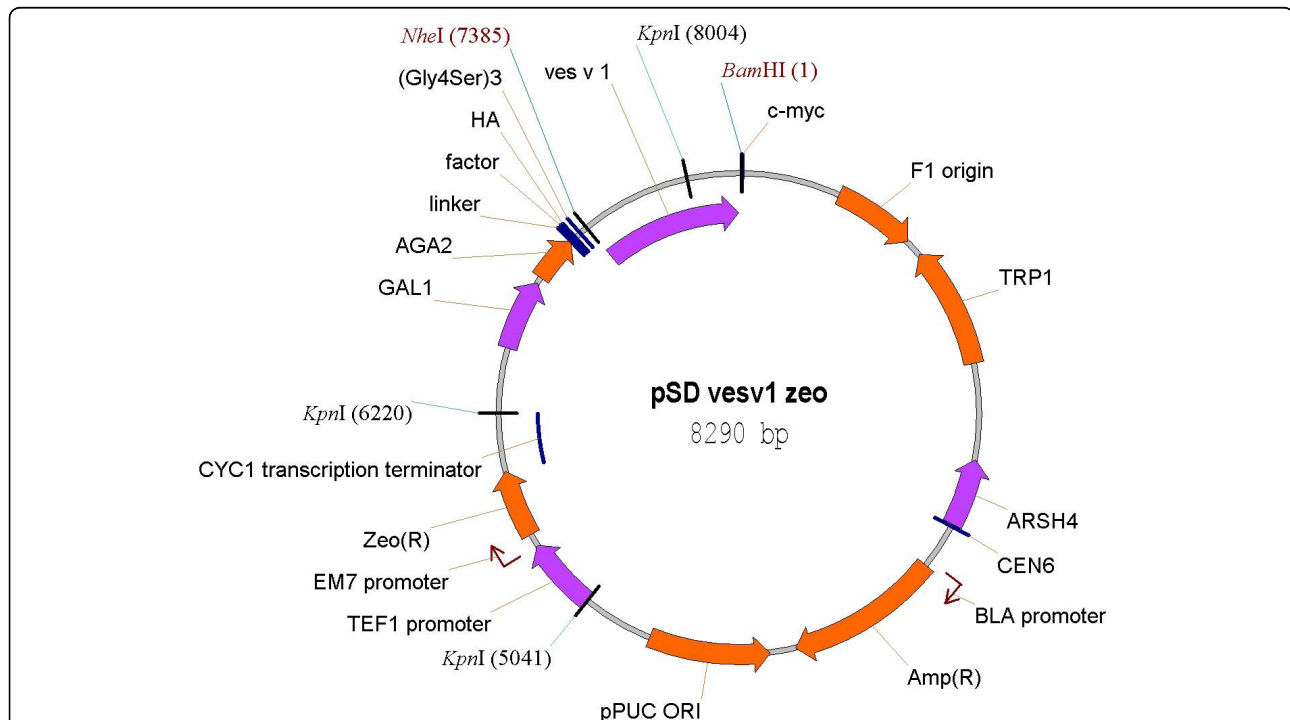 NheI (7385)
KpnI (8004)
(Gly4Ser)3
ves v 1
BamHI (1)
HA
c-myc
factor
F1 origin
linker
AGA2
TRP1
GAL1
pSD vesv1 zeo
8290 bp
KpnI (6220)
CYC1 transcription terminator
ARSH4
Zeo(R)
CEN6
EM7 promoter
BLA promoter
TEF1 promoter
KpnI (5041)
Amp(R)
pPUC ORI